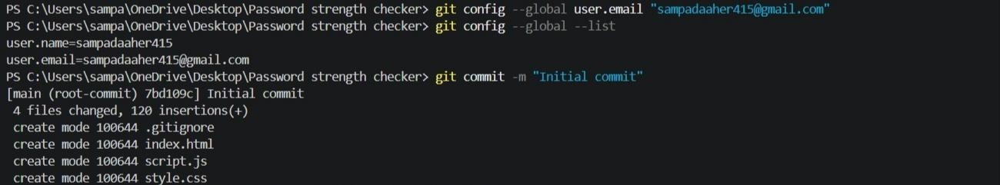 PS C:\Users\sampa\OneDrive\Desktop\Password strength checker> git config --global user.email "sampadaaher415@gmail.com"
PS C:\Users\sampa\OneDrive\Desktop\Password strength checker> git config --global --list
user.name=sampadaaher415
user.email=sampadaaher415@gmail.com
PS C:\Users\sampa\OneDrive\Desktop\Password strength checker> git commit -m "Initial commit"
[main (root-commit) 7bd109c] Initial commit
 4 files changed, 120 insertions(+)
 create mode 100644 .gitignore
 create mode 100644 index.html
 create mode 100644 script.js
 create mode 100644 style.css